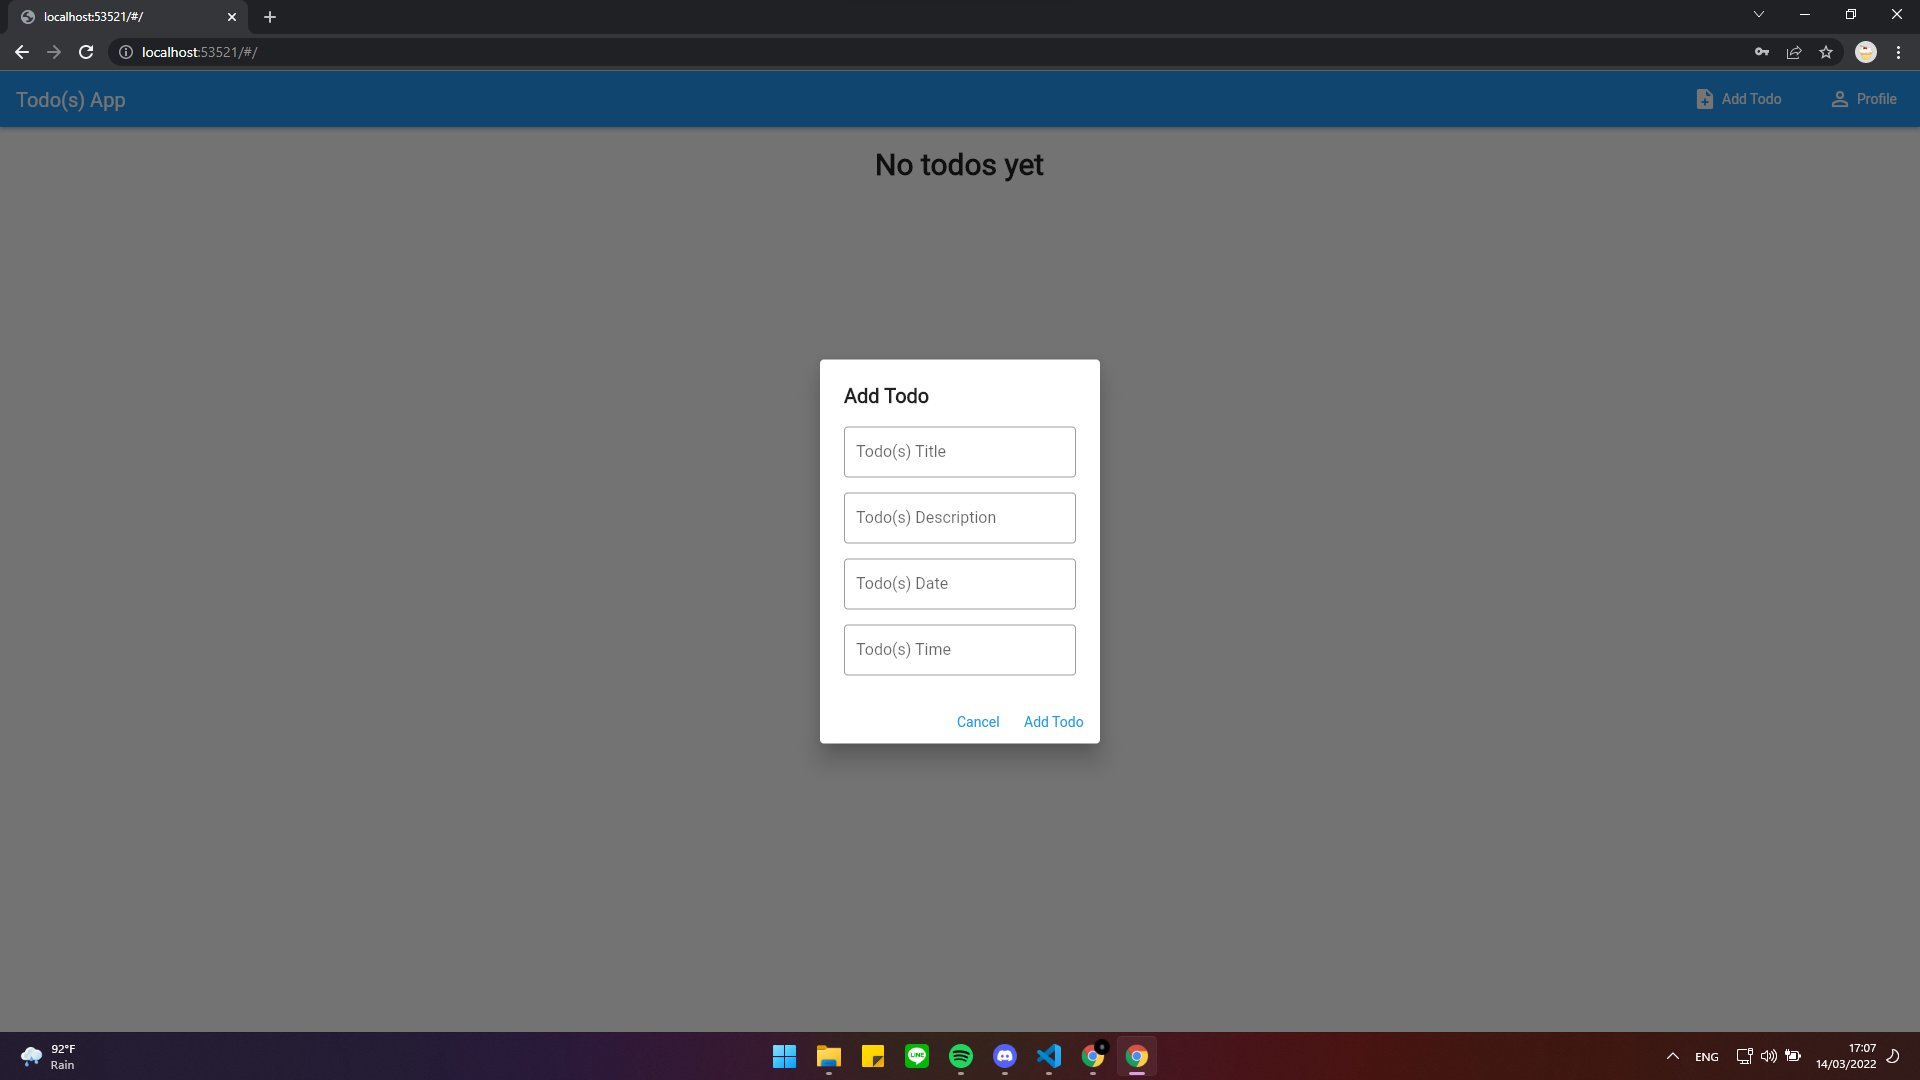 localhost:53521/#/
localhost:53521/#/
Todo(s) App
Add Todo
Profile
No todos yet
Add Todo
Todo(s) Title
Todo(s) Description
Todo(s) Date
Todo(s) Time
Cancel
Add Todo
92°F
Rain
LINE
ENG
17:07
14/03/2022